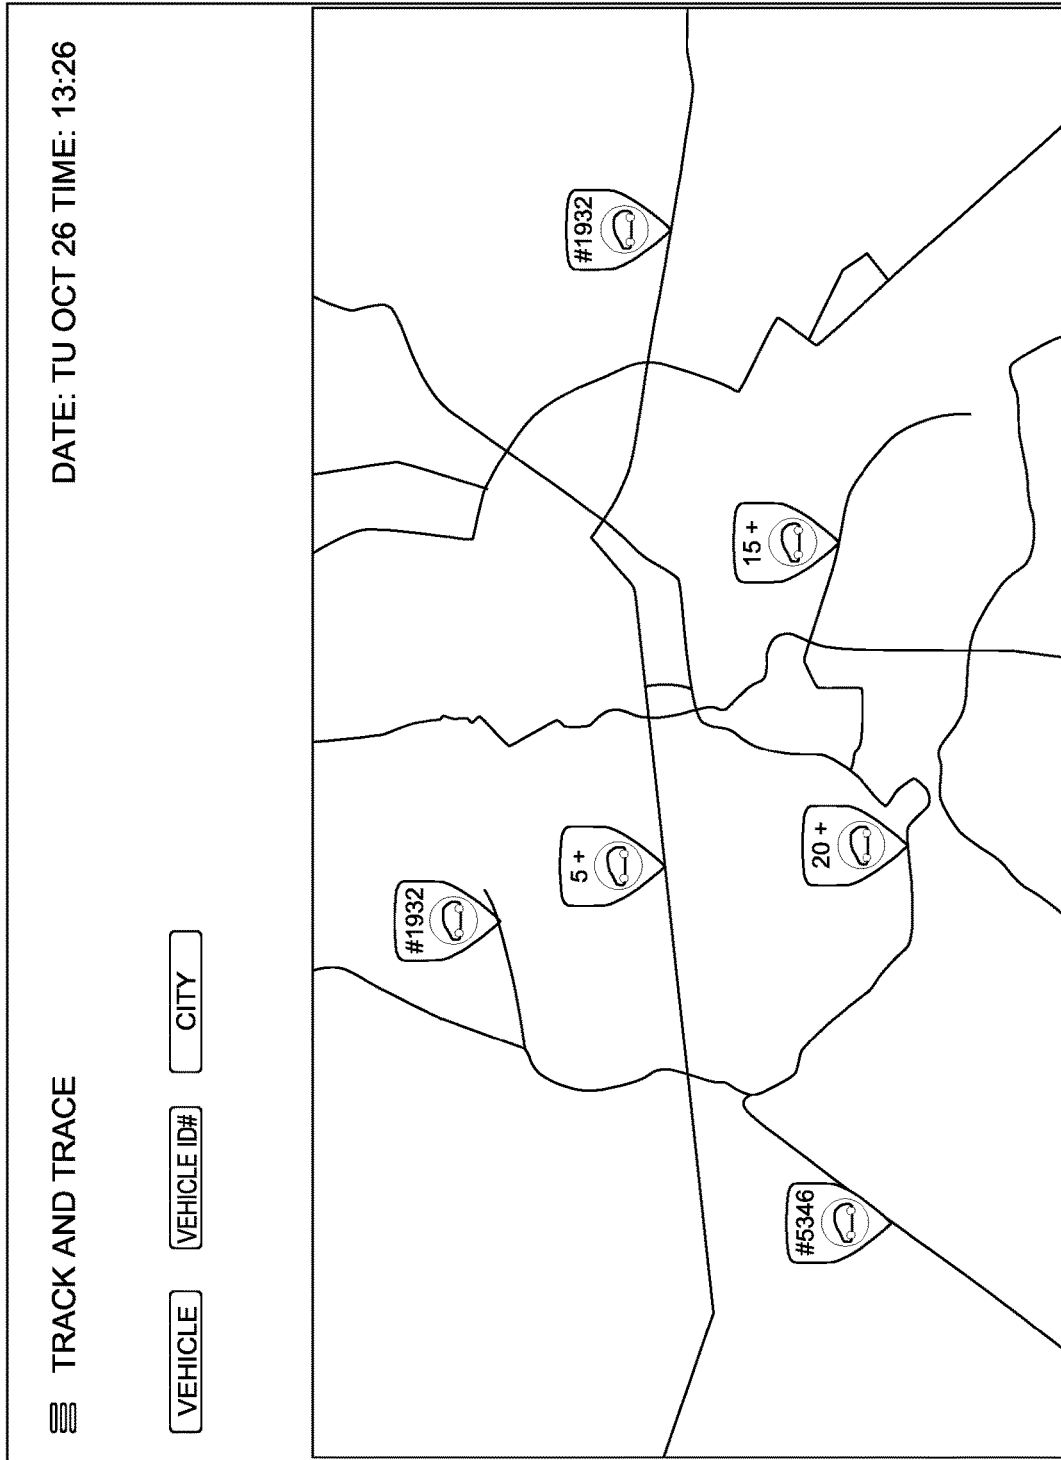 TRACK AND TRACE
DATE: TU OCT 26 TIME: 13:26
VEHICLE
VEHICLE ID#
CITY
#1932
#1932
5 +
15 +
#5346
20 +